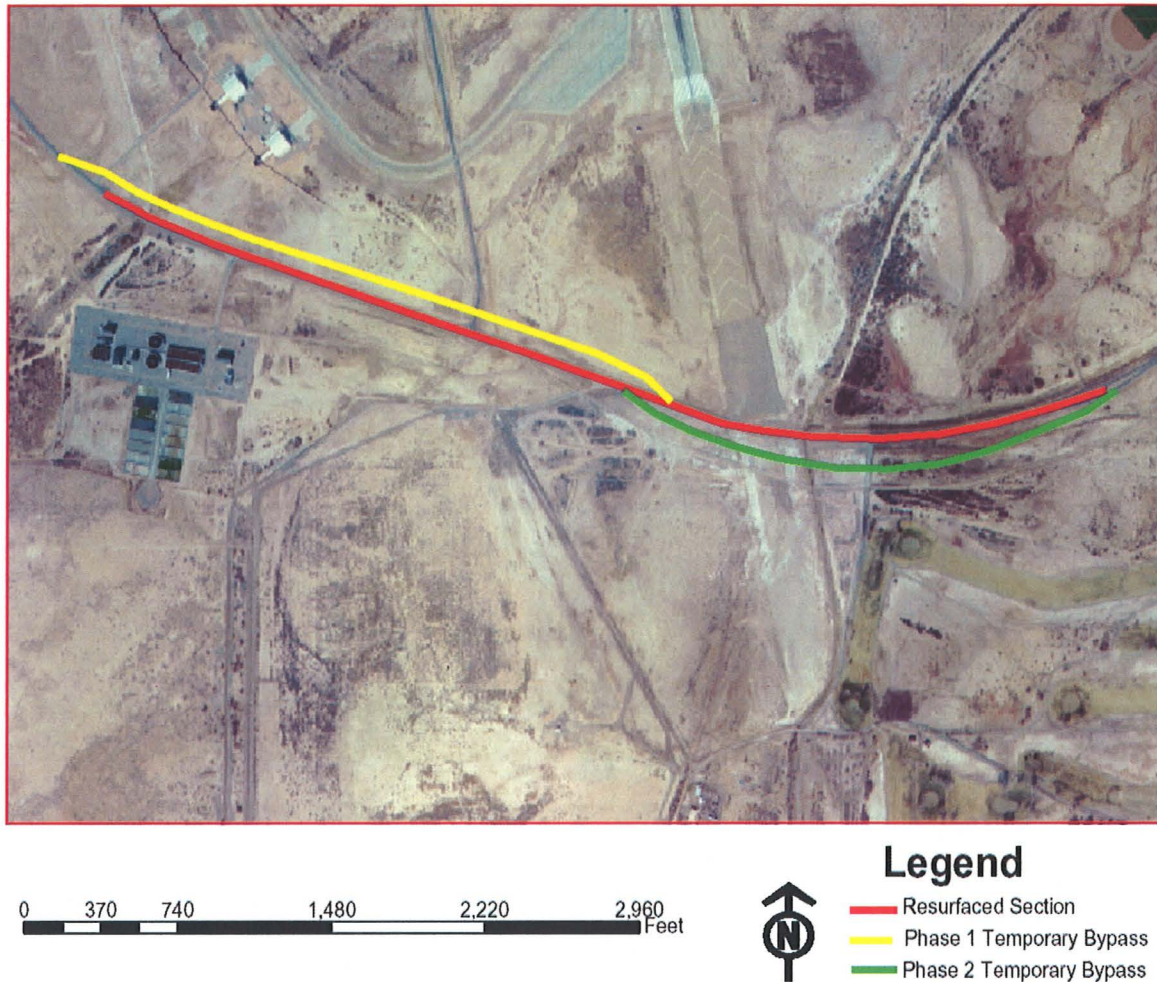 Legend
0 370 740 1,480 2,220 2,960
Feet
N
Resurfaced Section
Phase 1 Temporary Bypass
Phase 2 Temporary Bypass